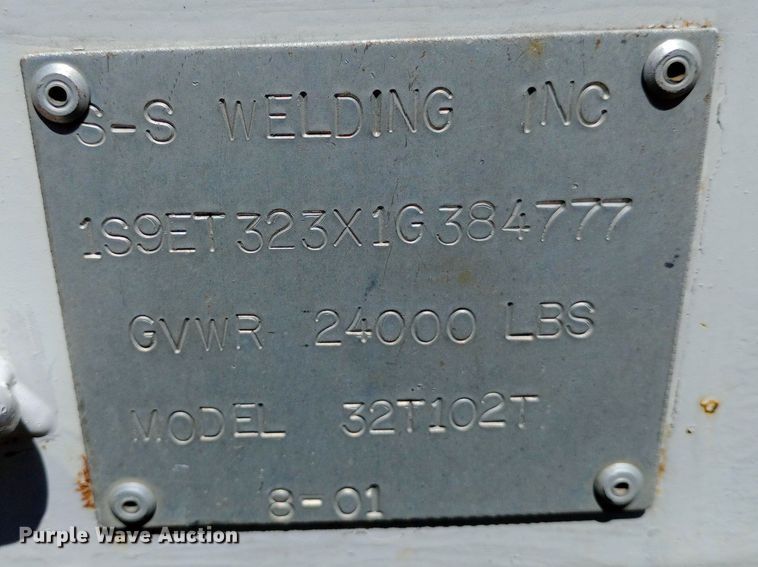 S-S WELDING INC
1S9ET323X1G384777
GVWR 24000 LBS
MODEL 32T102T
8-01
Purple Wave Auction